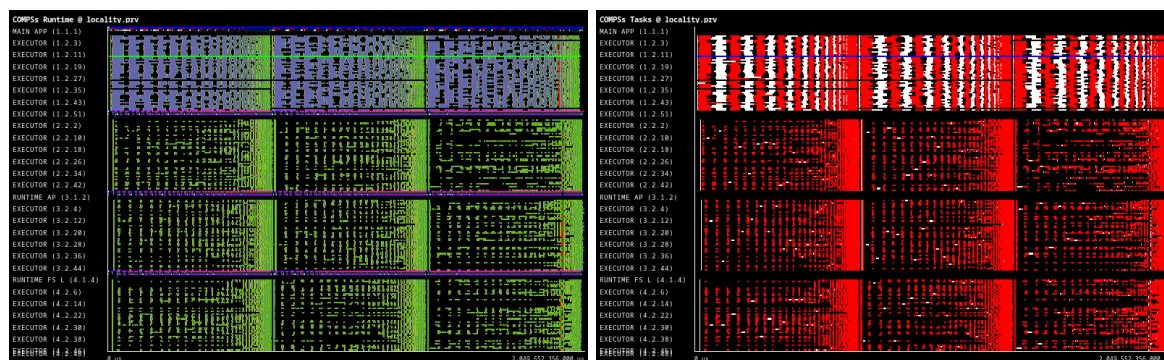 COMPSs Runtime @ locality.prv
MAIN APP (1.1.1)
EXECUTOR (1.2.3)
EXECUTOR (1.2.11)
EXECUTOR (1.2.19)
EXECUTOR (1.2.27)
EXECUTOR (1.2.35)
EXECUTOR (1.2.43)
EXECUTOR (1.2.51)
EXECUTOR (2.2.2)
EXECUTOR (2.2.10)
EXECUTOR (2.2.18)
EXECUTOR (2.2.26)
EXECUTOR (2.2.34)
EXECUTOR (2.2.42)
RUNTIME AP (3.1.2)
EXECUTOR (3.2.4)
EXECUTOR (3.2.12)
EXECUTOR (3.2.20)
EXECUTOR (3.2.28)
EXECUTOR (3.2.36)
EXECUTOR (3.2.44)
RUNTIME FS L (4.1.4)
EXECUTOR (4.2.6)
EXECUTOR (4.2.14)
EXECUTOR (4.2.22)
EXECUTOR (4.2.30)
EXECUTOR (4.2.38)
0 us
COMPSs Tasks @ locality.prv
MAIN APP (1.1.1)
EXECUTOR (1.2.3)
EXECUTOR (1.2.11)
EXECUTOR (1.2.19)
EXECUTOR (1.2.27)
EXECUTOR (1.2.35)
EXECUTOR (1.2.43)
EXECUTOR (1.2.51)
EXECUTOR (2.2.2)
EXECUTOR (2.2.10)
EXECUTOR (2.2.18)
EXECUTOR (2.2.26)
EXECUTOR (2.2.34)
EXECUTOR (2.2.42)
RUNTIME AP (3.1.2)
EXECUTOR (3.2.4)
EXECUTOR (3.2.12)
EXECUTOR (3.2.20)
EXECUTOR (3.2.28)
EXECUTOR (3.2.36)
EXECUTOR (3.2.44)
RUNTIME FS L (4.1.4)
EXECUTOR (4.2.6)
EXECUTOR (4.2.14)
EXECUTOR (4.2.22)
EXECUTOR (4.2.30)
EXECUTOR (4.2.38)
0 us